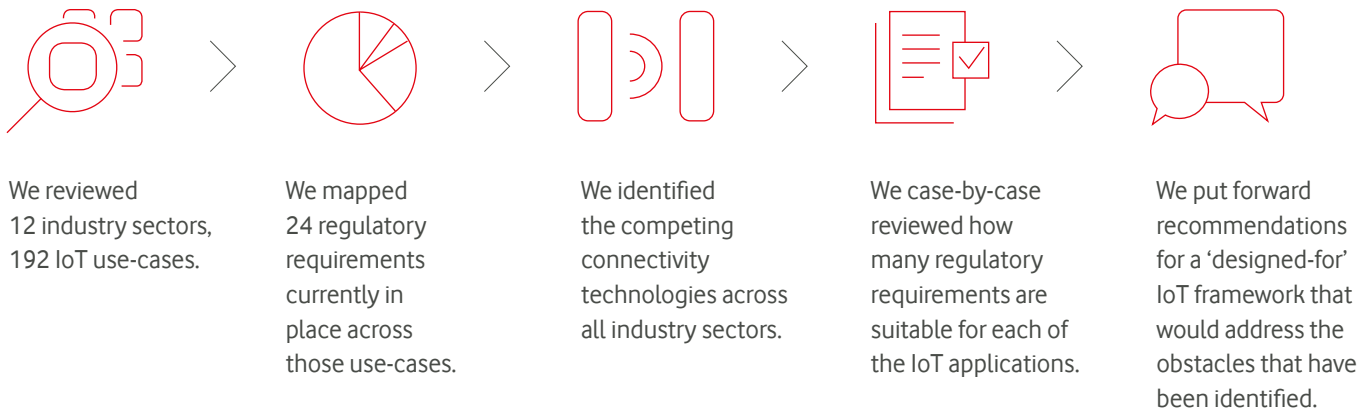 We reviewed
12 industry sectors,
192 IoT use-cases.
We mapped
24 regulatory
requirements
currently in
place across
those use-cases.
We identified
the competing
connectivity
technologies across
all industry sectors.
We case-by-case
reviewed how
many regulatory
requirements are
suitable for each of
the IoT applications.
We put forward
recommendations
for a ‘designed-for’
IoT framework that
would address the
obstacles that have
been identified.